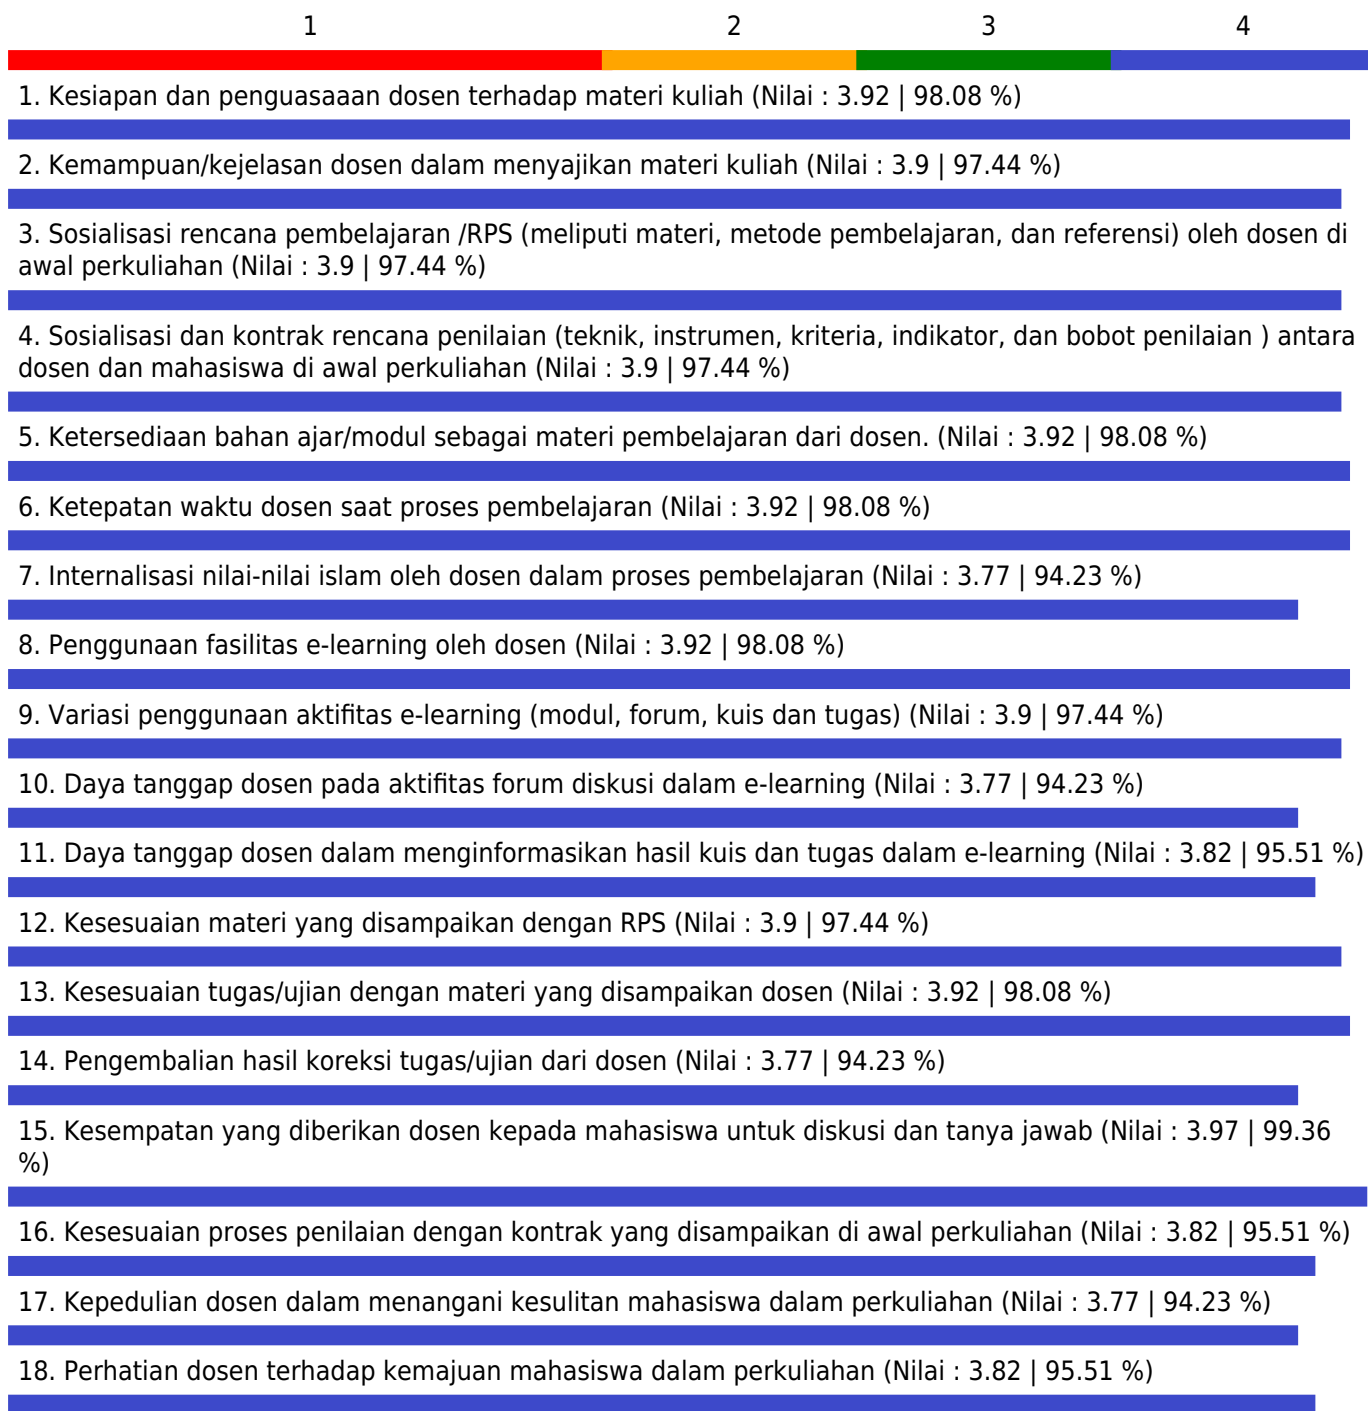 1 2 3 4
1. Kesiapan dan penguasaaan dosen terhadap materi kuliah (Nilai : 3.92 | 98.08 %)
2. Kemampuan/kejelasan dosen dalam menyajikan materi kuliah (Nilai : 3.9 | 97.44 %)
3. Sosialisasi rencana pembelajaran /RPS (meliputi materi, metode pembelajaran, dan referensi) oleh dosen di
awal perkuliahan (Nilai : 3.9 | 97.44 %)
4. Sosialisasi dan kontrak rencana penilaian (teknik, instrumen, kriteria, indikator, dan bobot penilaian ) antara
dosen dan mahasiswa di awal perkuliahan (Nilai : 3.9 | 97.44 %)
5. Ketersediaan bahan ajar/modul sebagai materi pembelajaran dari dosen. (Nilai : 3.92 | 98.08 %)
6. Ketepatan waktu dosen saat proses pembelajaran (Nilai : 3.92 | 98.08 %)
7. Internalisasi nilai-nilai islam oleh dosen dalam proses pembelajaran (Nilai : 3.77 | 94.23 %)
8. Penggunaan fasilitas e-learning oleh dosen (Nilai : 3.92 | 98.08 %)
9. Variasi penggunaan aktifitas e-learning (modul, forum, kuis dan tugas) (Nilai : 3.9 | 97.44 %)
10. Daya tanggap dosen pada aktifitas forum diskusi dalam e-learning (Nilai : 3.77 | 94.23 %)
11. Daya tanggap dosen dalam menginformasikan hasil kuis dan tugas dalam e-learning (Nilai : 3.82 | 95.51 %)
12. Kesesuaian materi yang disampaikan dengan RPS (Nilai : 3.9 | 97.44 %)
13. Kesesuaian tugas/ujian dengan materi yang disampaikan dosen (Nilai : 3.92 | 98.08 %)
14. Pengembalian hasil koreksi tugas/ujian dari dosen (Nilai : 3.77 | 94.23 %)
15. Kesempatan yang diberikan dosen kepada mahasiswa untuk diskusi dan tanya jawab (Nilai : 3.97 | 99.36
%)
16. Kesesuaian proses penilaian dengan kontrak yang disampaikan di awal perkuliahan (Nilai : 3.82 | 95.51 %)
17. Kepedulian dosen dalam menangani kesulitan mahasiswa dalam perkuliahan (Nilai : 3.77 | 94.23 %)
18. Perhatian dosen terhadap kemajuan mahasiswa dalam perkuliahan (Nilai : 3.82 | 95.51 %)